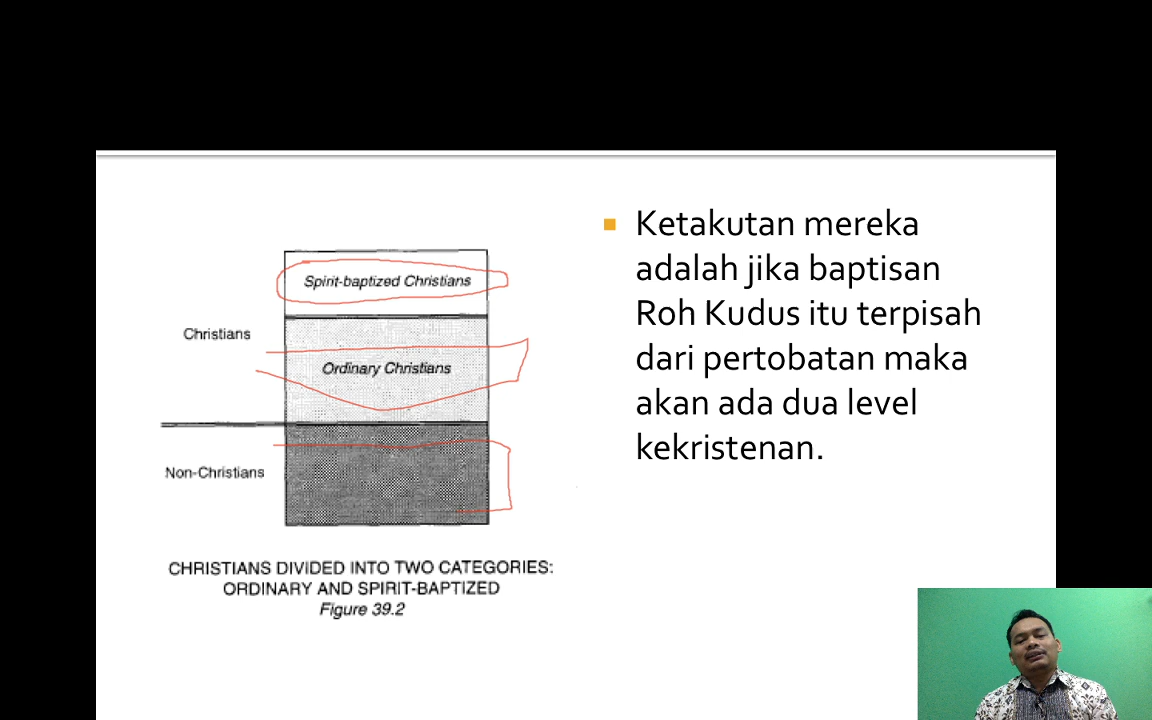 Spirit-baptized Christians
Christians
Ordinary Christians
Non-Christians
CHRISTIANS DIVIDED INTO TWO CATEGORIES:
ORDINARY AND SPIRIT-BAPTIZED
Figure 39.2
Ketakutan mereka
adalah jika baptisan
Roh Kudus itu terpisah
dari pertobatan maka
akan ada dua level
kekristenan.